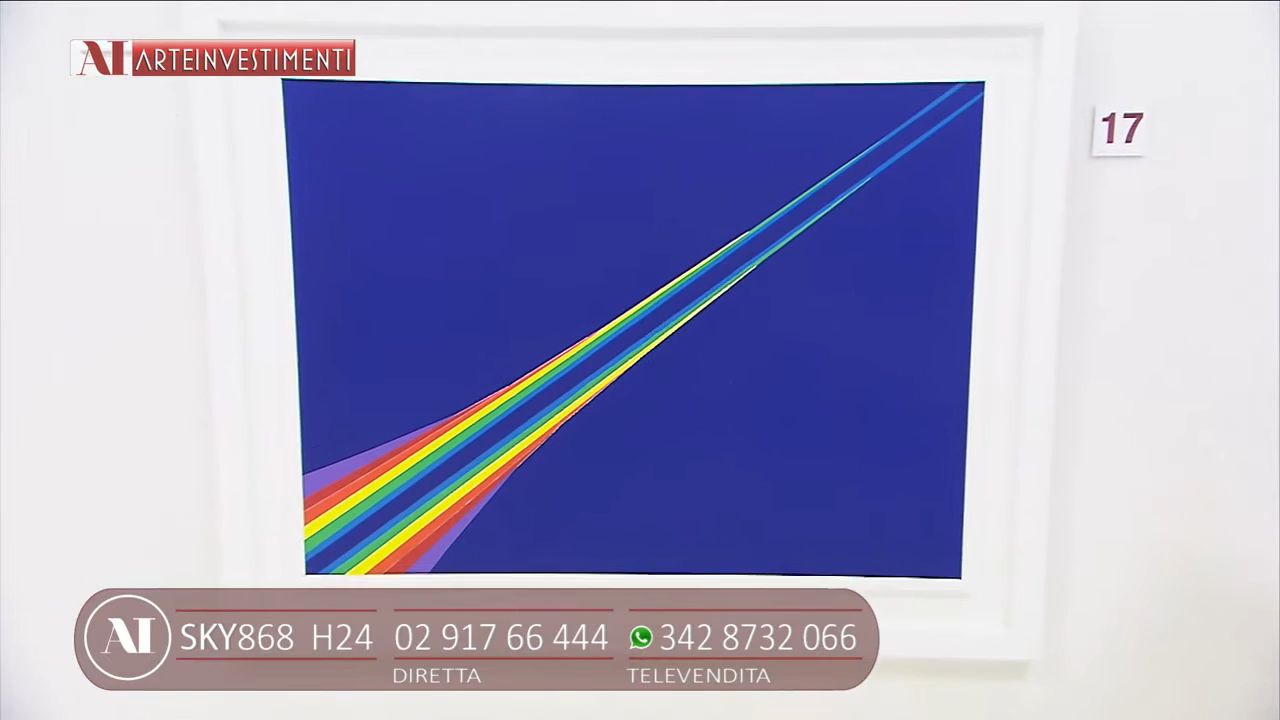 AI ARTEINVESTIMENTI
17
AI SKY868 H24 02 917 66 444 342 8732 066
DIRETTA TELEVENDITA